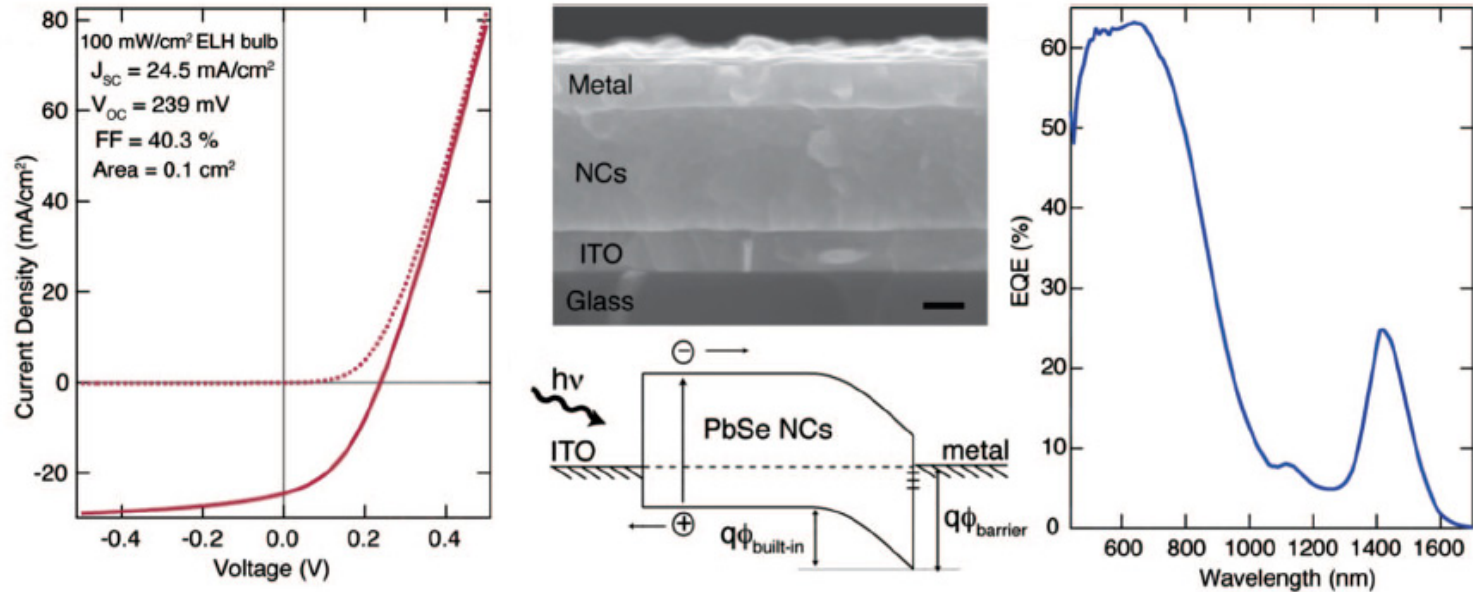 100 mW/cm² ELH bulb
J_SC = 24.5 mA/cm²
V_OC = 239 mV
FF = 40.3 %
Area = 0.1 cm²
80
60
40
20
0
-20
Current Density (mA/cm²)
-0.4
-0.2
0.0
0.2
0.4
Voltage (V)
Metal
NCs
ITO
Glass
hν
−
PbSe NCs
ITO
metal
+
qϕbuilt-in
qϕbarrier
60
50
40
30
20
10
0
EQE (%)
600
800
1000
1200
1400
1600
Wavelength (nm)